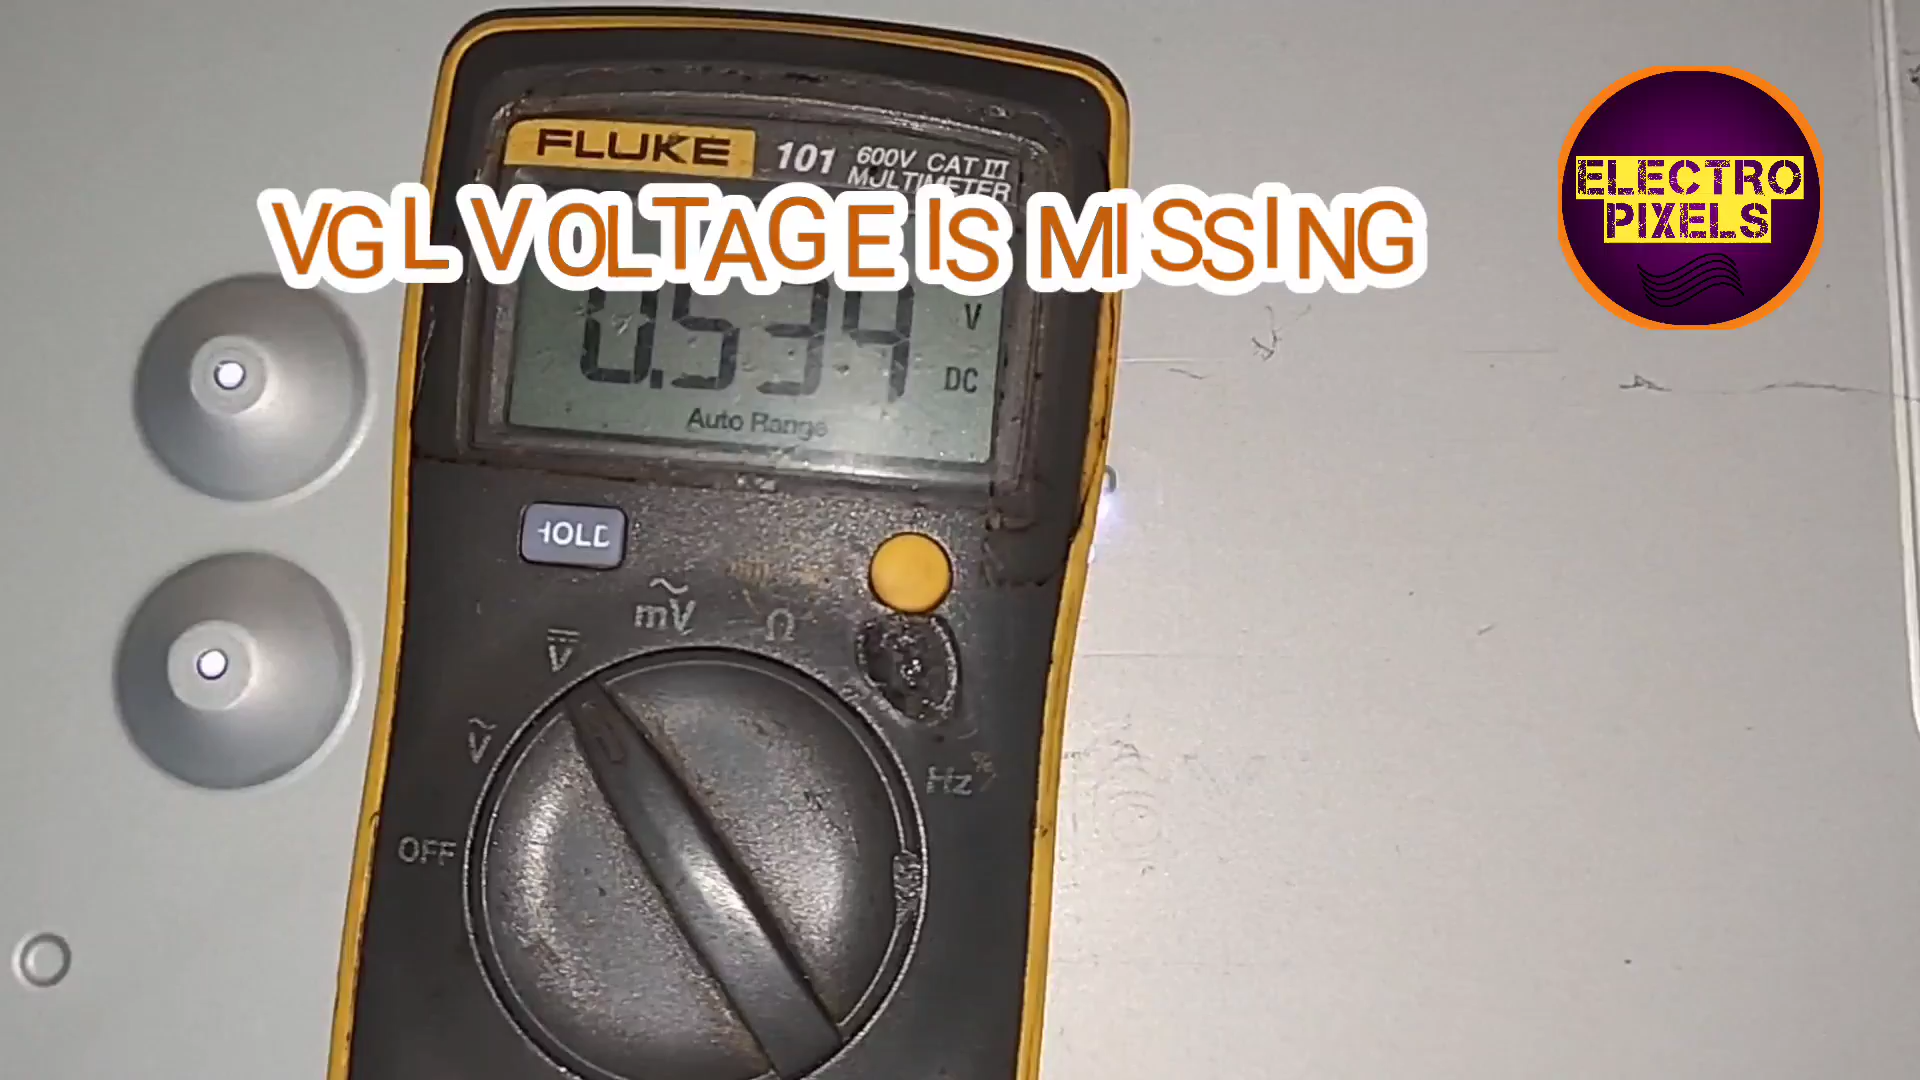 FLUKE 101 600V CAT III
MULTIMETER
VGL VOLTAGE IS MISSING
ELECTRO
PIXELS
0.534 V
DC
Auto Range
HOLD
mV
Ω
V
V
Hz %
OFF